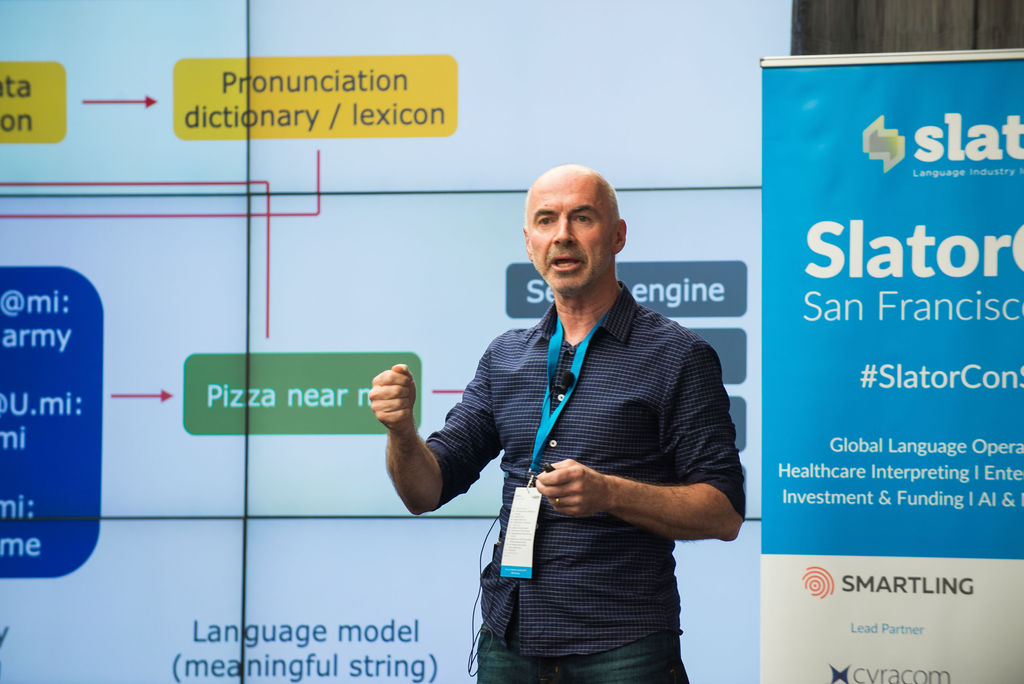 ata
on
Pronunciation
dictionary / lexicon
@mi:
army
@U.mi:
mi
mi:
me
Pizza near
engine
Language model
(meaningful string)
slat
Language Industry
Slator
San Francisc
#SlatorCon
Global Language Opera
Healthcare Interpreting I Ente
Investment & Funding I AI &
SMARTLING
Lead Partner
cyracom